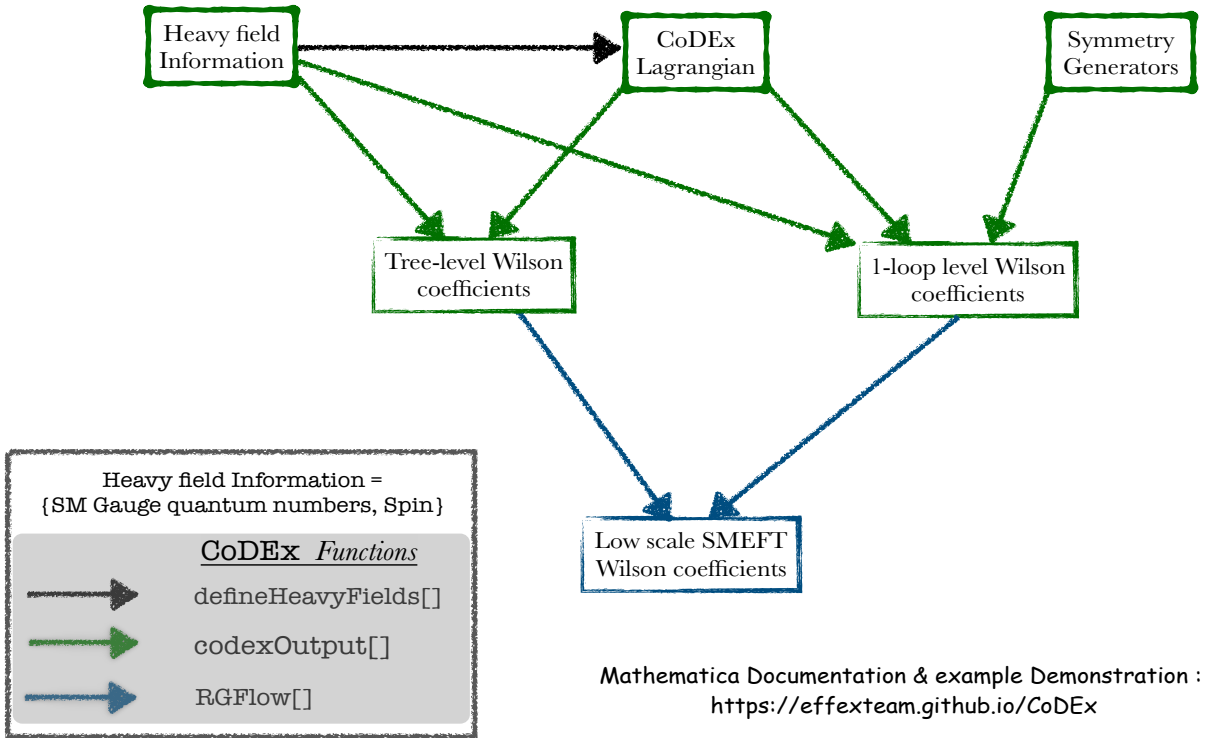 Heavy field
Information
CoDEx
Lagrangian
Symmetry
Generators
Tree-level Wilson
coefficients
1-loop level Wilson
coefficients
Low scale SMEFT
Wilson coefficients
Heavy field Information =
{SM Gauge quantum numbers, Spin}
CoDEx Functions
defineHeavyFields[]
codexOutput[]
RGFlow[]
Mathematica Documentation & example Demonstration :
https://effexteam.github.io/CoDEx